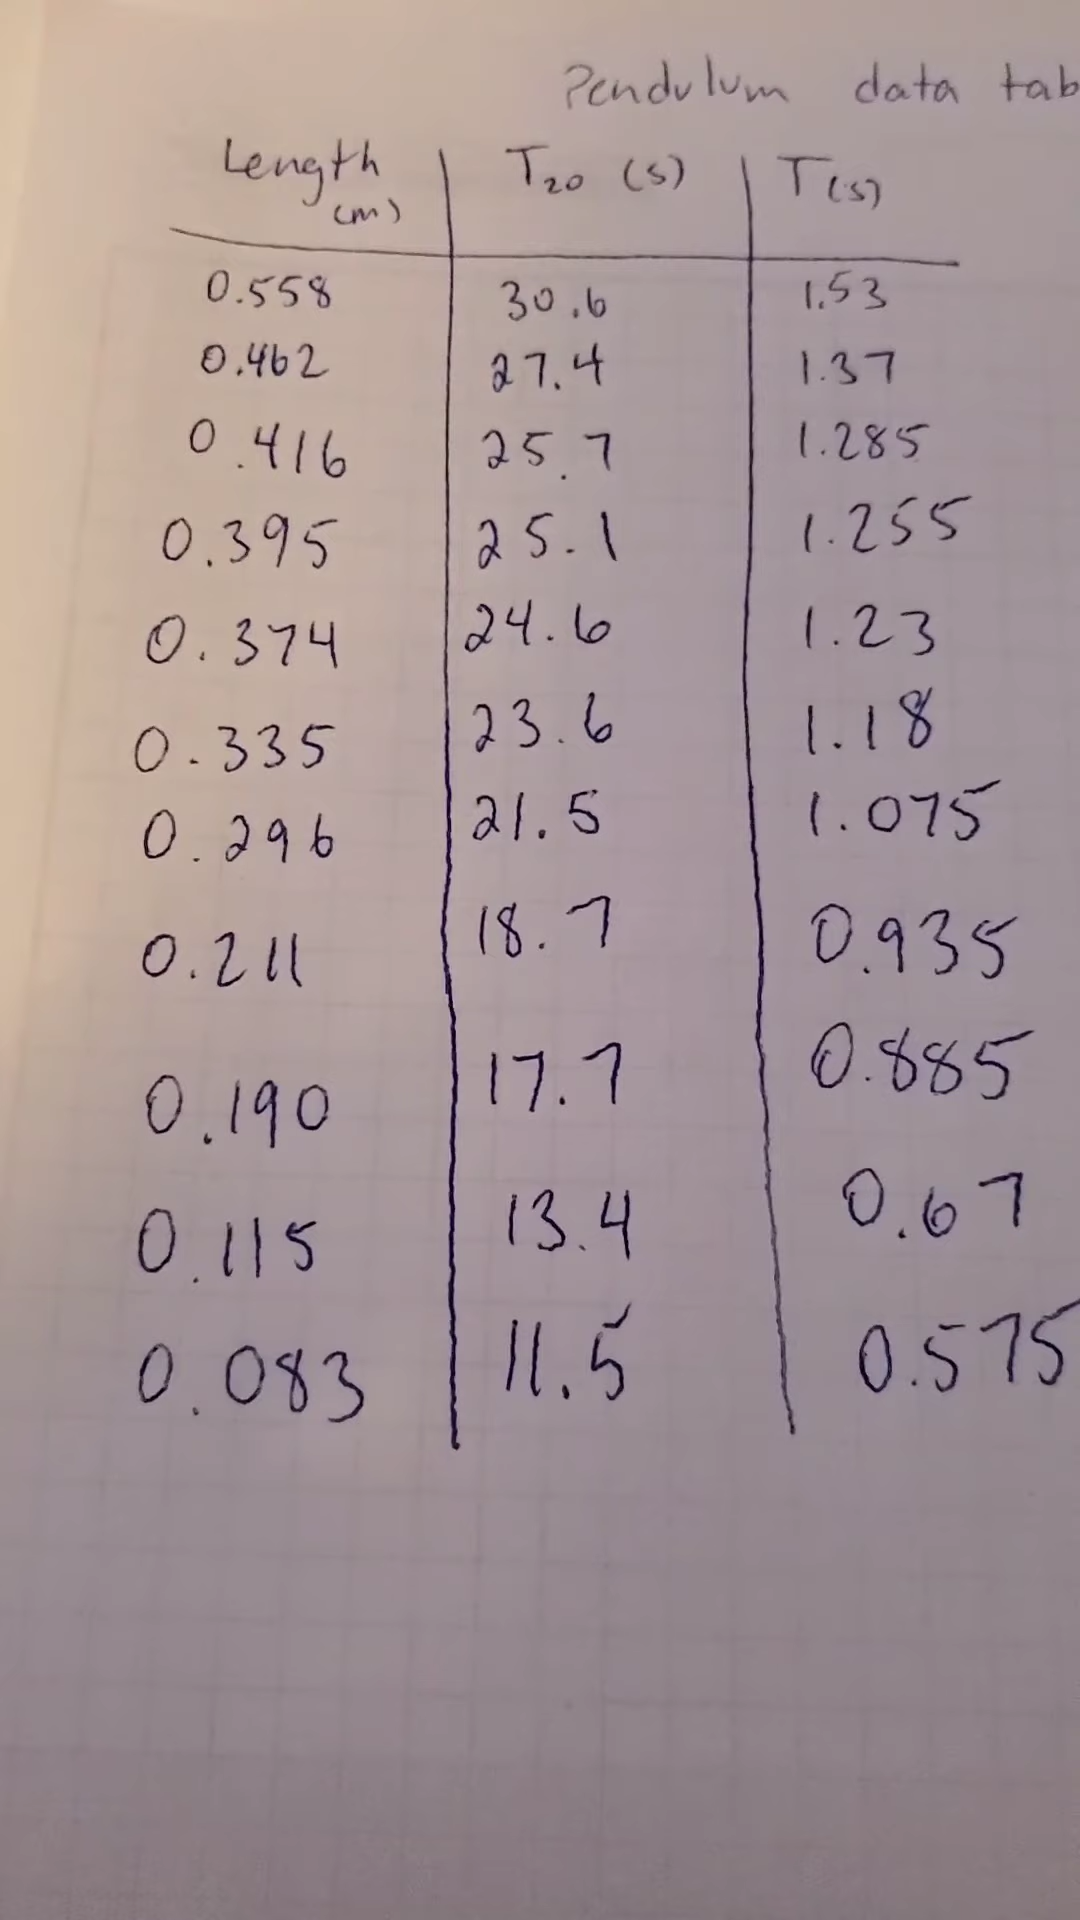 Pendulum data tab
Length (m) T20 (s) T(s)
0.558 30.6 1.53
0.462 27.4 1.37
0.416 25.7 1.285
0.395 25.1 1.255
0.374 24.6 1.23
0.335 23.6 1.18
0.296 21.5 1.075
0.211 18.7 0.935
0.190 17.7 0.885
0.115 13.4 0.67
0.083 11.5 0.575